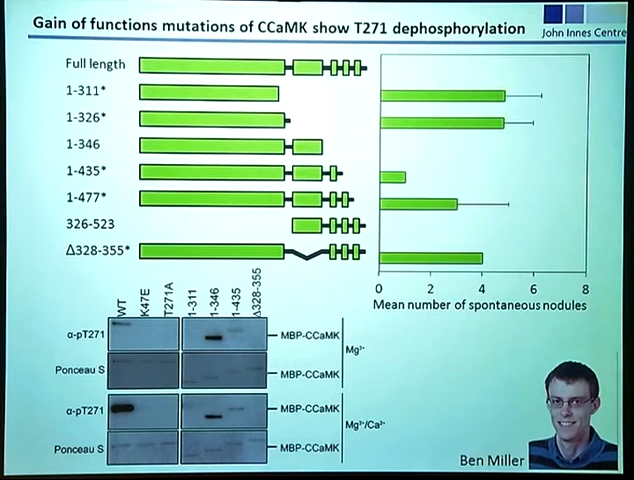 Gain of functions mutations of CCaMK show T271 dephosphorylation
John Innes Centre
Full length
1-311*
1-326*
1-346
1-435*
1-477*
326-523
Δ328-355*
0 2 4 6 8
Mean number of spontaneous nodules
WT K47E T271A 1-311 1-346 1-435 Δ328-355
α-pT271
MBP-CCaMK
Mg²⁺
Ponceau S
MBP-CCaMK
α-pT271
MBP-CCaMK
Mg²⁺/Ca²⁺
Ponceau S
MBP-CCaMK
Ben Miller